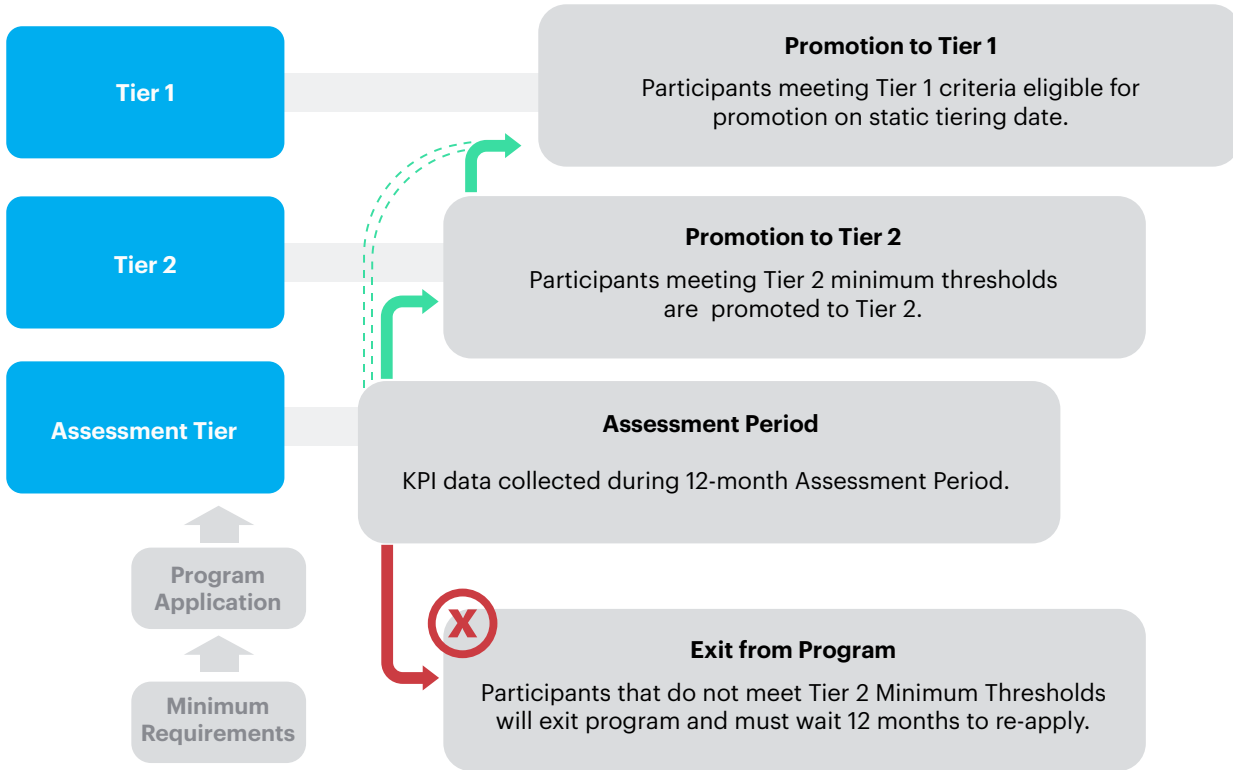 Tier 1
Promotion to Tier 1
Participants meeting Tier 1 criteria eligible for
promotion on static tiering date.
Tier 2
Promotion to Tier 2
Participants meeting Tier 2 minimum thresholds
are  promoted to Tier 2.
Assessment Tier
Assessment Period
KPI data collected during 12-month Assessment Period.
Program
Application
Minimum
Requirements
X
Exit from Program
Participants that do not meet Tier 2 Minimum Thresholds
will exit program and must wait 12 months to re-apply.